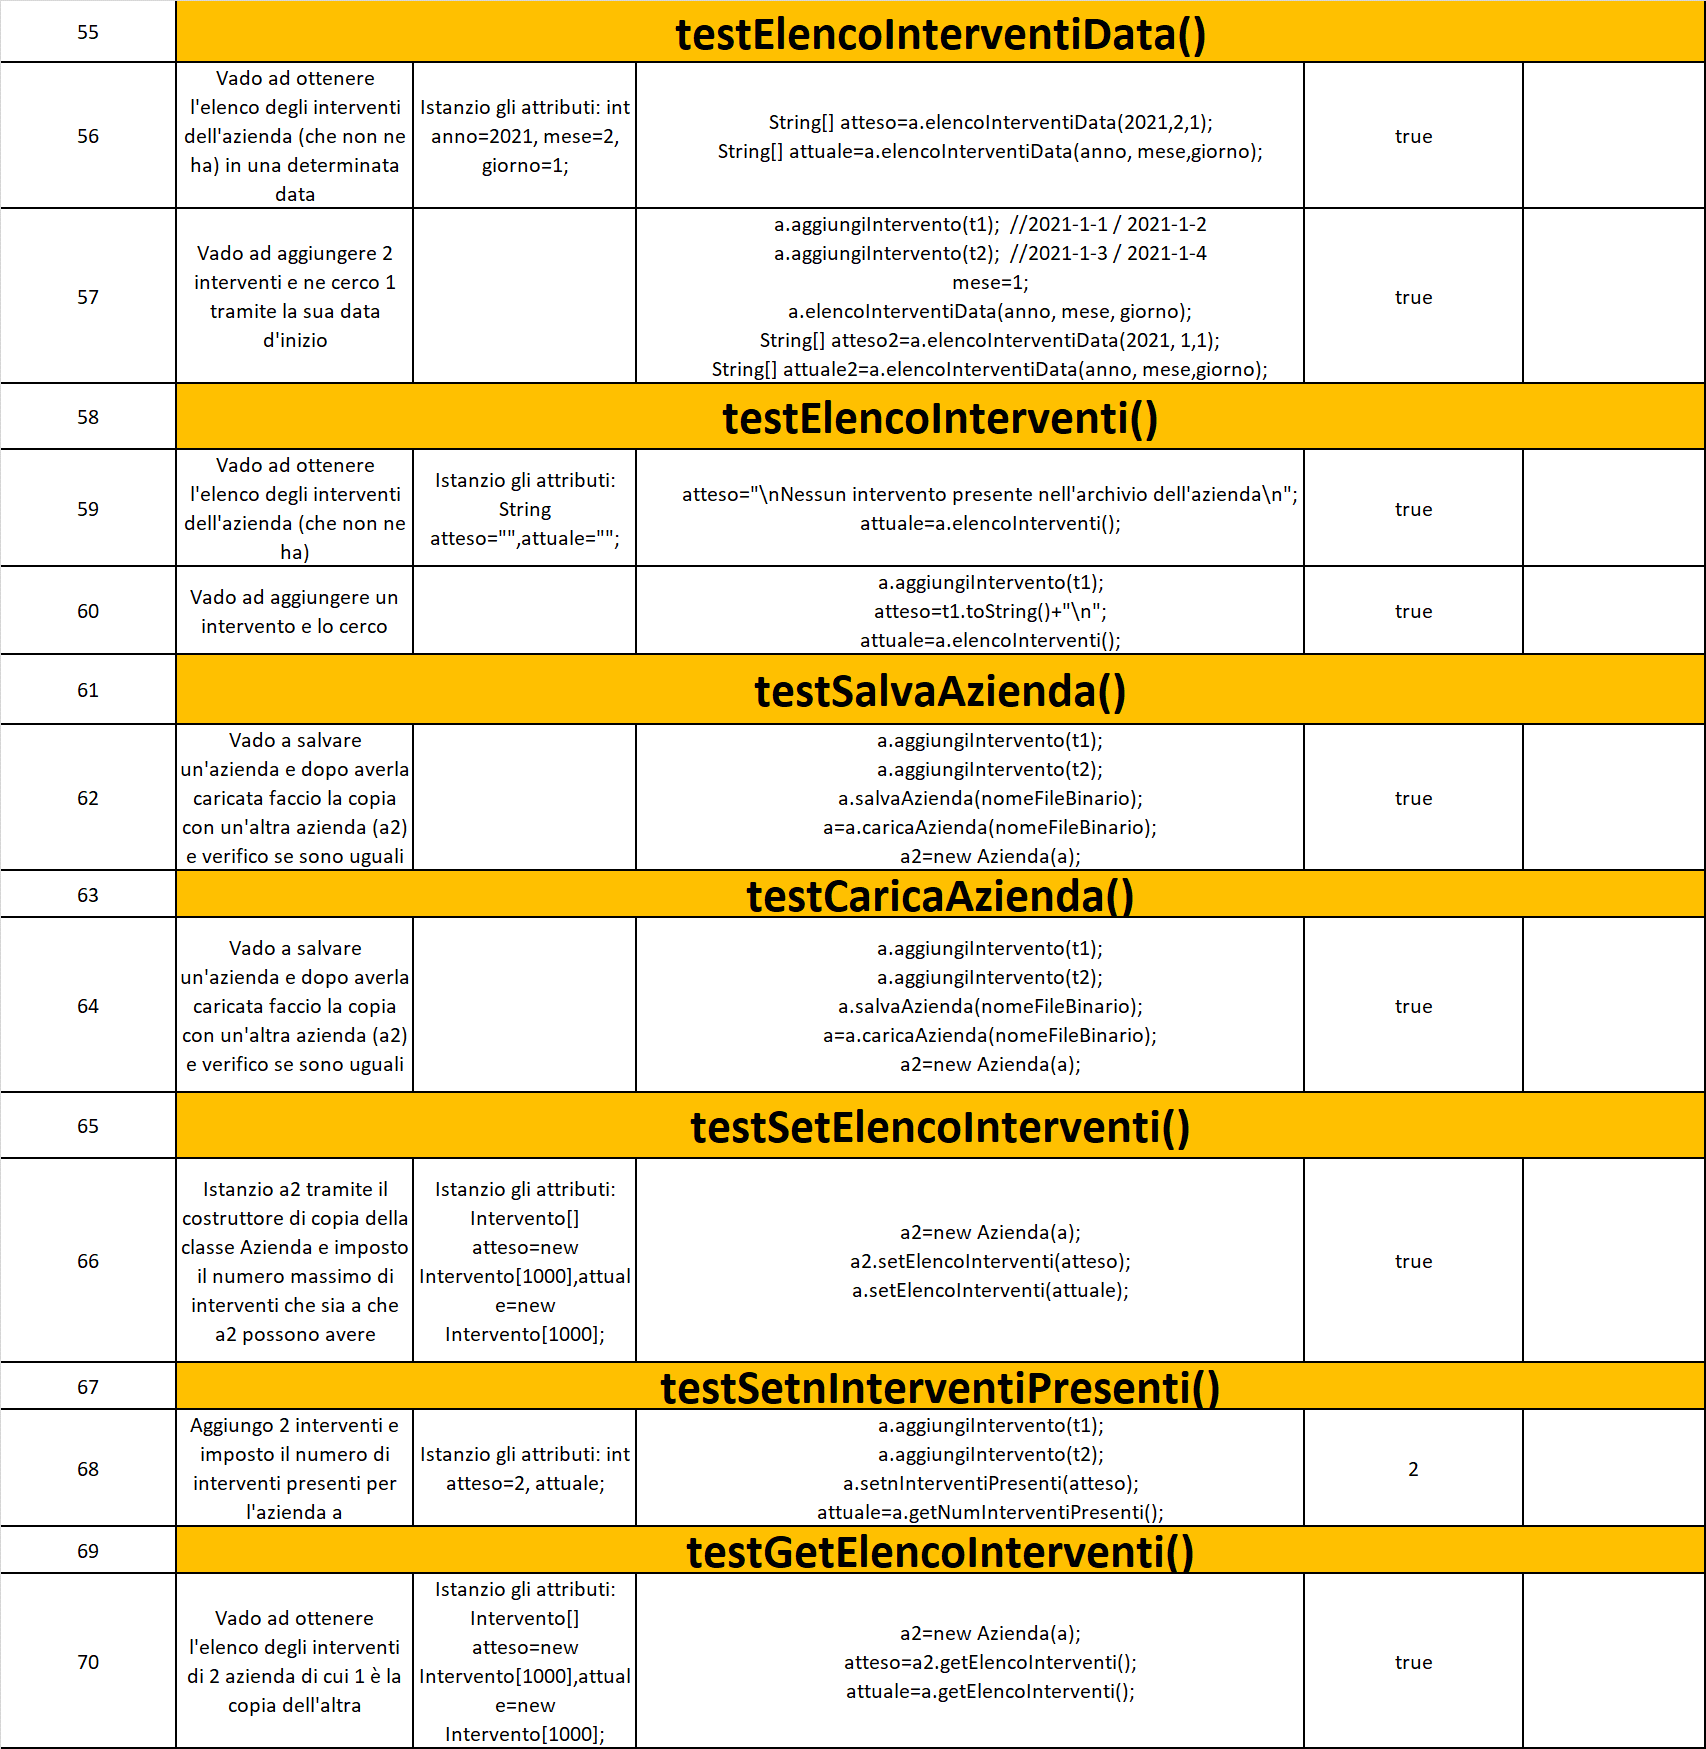 55
testElencoInterventiData()
56
Vado ad ottenere
l'elenco degli interventi
dell'azienda (che non ne
ha) in una determinata
data
Istanzio gli attributi: int
anno=2021, mese=2,
giorno=1;
String[] atteso=a.elencoInterventiData(2021,2,1);
String[] attuale=a.elencoInterventiData(anno, mese,giorno);
true
57
Vado ad aggiungere 2
interventi e ne cerco 1
tramite la sua data
d'inizio
a.aggiungiIntervento(t1);  //2021-1-1 / 2021-1-2
a.aggiungiIntervento(t2);  //2021-1-3 / 2021-1-4
mese=1;
a.elencoInterventiData(anno, mese, giorno);
String[] atteso2=a.elencoInterventiData(2021, 1,1);
String[] attuale2=a.elencoInterventiData(anno, mese,giorno);
true
58
testElencoInterventi()
59
Vado ad ottenere
l'elenco degli interventi
dell'azienda (che non ne
ha)
Istanzio gli attributi:
String
atteso="",attuale="";
atteso="\nNessun intervento presente nell'archivio dell'azienda\n";
attuale=a.elencoInterventi();
true
60
Vado ad aggiungere un
intervento e lo cerco
a.aggiungiIntervento(t1);
atteso=t1.toString()+"\n";
attuale=a.elencoInterventi();
true
61
testSalvaAzienda()
62
Vado a salvare
un'azienda e dopo averla
caricata faccio la copia
con un'altra azienda (a2)
e verifico se sono uguali
a.aggiungiIntervento(t1);
a.aggiungiIntervento(t2);
a.salvaAzienda(nomeFileBinario);
a=a.caricaAzienda(nomeFileBinario);
a2=new Azienda(a);
true
63
testCaricaAzienda()
64
Vado a salvare
un'azienda e dopo averla
caricata faccio la copia
con un'altra azienda (a2)
e verifico se sono uguali
a.aggiungiIntervento(t1);
a.aggiungiIntervento(t2);
a.salvaAzienda(nomeFileBinario);
a=a.caricaAzienda(nomeFileBinario);
a2=new Azienda(a);
true
65
testSetElencoInterventi()
66
Istanzio a2 tramite il
costruttore di copia della
classe Azienda e imposto
il numero massimo di
interventi che sia a che
a2 possono avere
Istanzio gli attributi:
Intervento[]
atteso=new
Intervento[1000],attual
e=new
Intervento[1000];
a2=new Azienda(a);
a2.setElencoInterventi(atteso);
a.setElencoInterventi(attuale);
true
67
testSetnInterventiPresenti()
68
Aggiungo 2 interventi e
imposto il numero di
interventi presenti per
l'azienda a
Istanzio gli attributi: int
atteso=2, attuale;
a.aggiungiIntervento(t1);
a.aggiungiIntervento(t2);
a.setnInterventiPresenti(atteso);
attuale=a.getNumInterventiPresenti();
2
69
testGetElencoInterventi()
70
Vado ad ottenere
l'elenco degli interventi
di 2 azienda di cui 1 è la
copia dell'altra
Istanzio gli attributi:
Intervento[]
atteso=new
Intervento[1000],attual
e=new
Intervento[1000];
a2=new Azienda(a);
atteso=a2.getElencoInterventi();
attuale=a.getElencoInterventi();
true